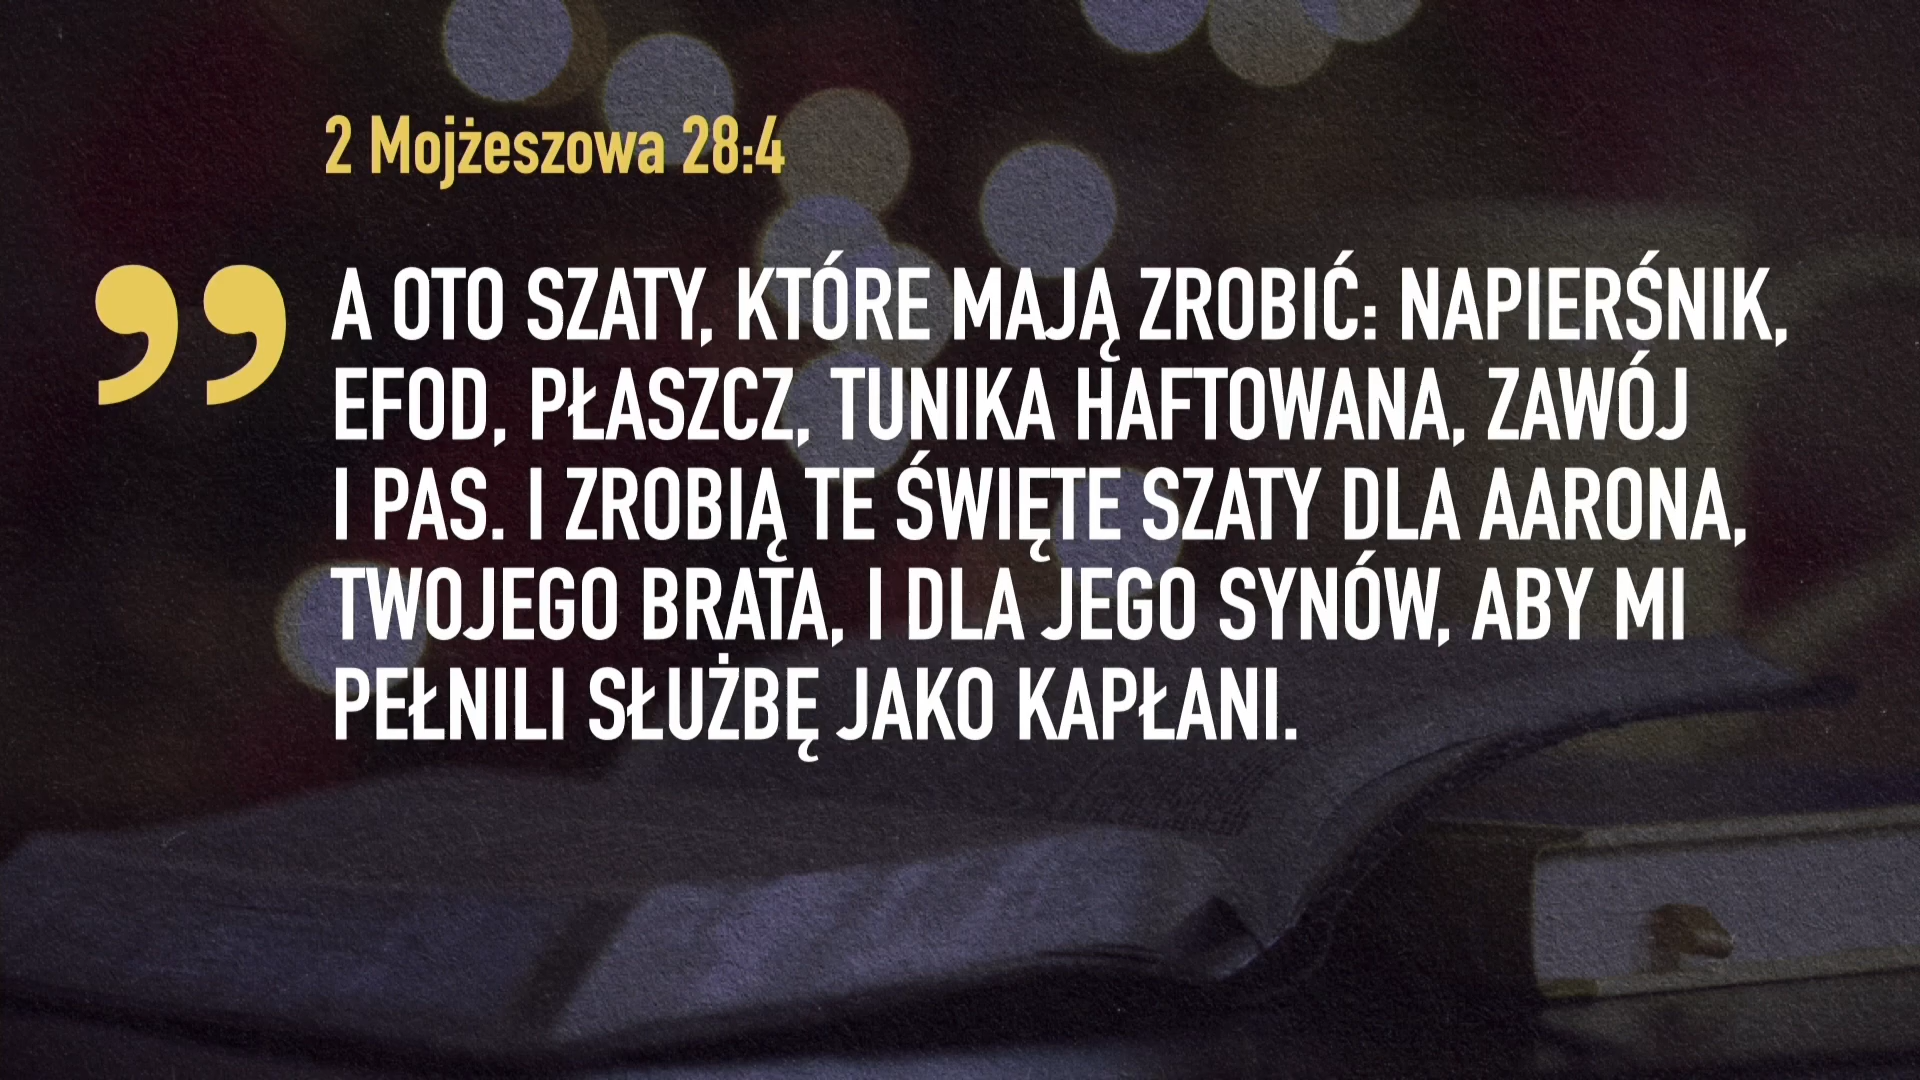 2 Mojżeszowa 28:4
” A OTO SZATY, KTÓRE MAJĄ ZROBIĆ: NAPIERŚNIK,
EFOD, PŁASZCZ, TUNIKA HAFTOWANA, ZAWÓJ
I PAS. I ZROBIĄ TE ŚWIĘTE SZATY DLA AARONA,
TWOJEGO BRATA, I DLA JEGO SYNÓW, ABY MI
PEŁNILI SŁUŻBĘ JAKO KAPŁANI.